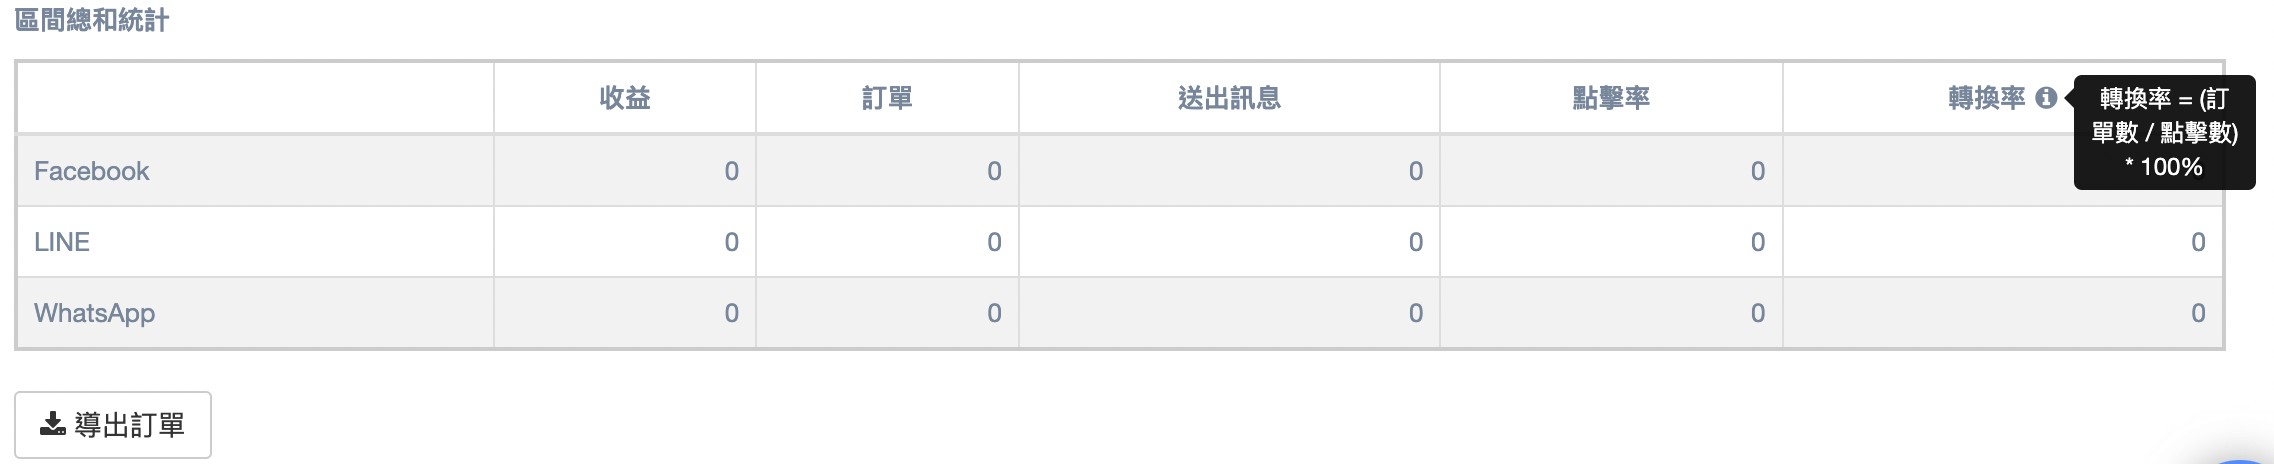 區間總和統計
收益 訂單 送出訊息 點擊率 轉換率
轉換率 = (訂
單數 / 點擊數)
* 100%
Facebook 0 0 0 0
LINE 0 0 0 0 0
WhatsApp 0 0 0 0 0
導出訂單